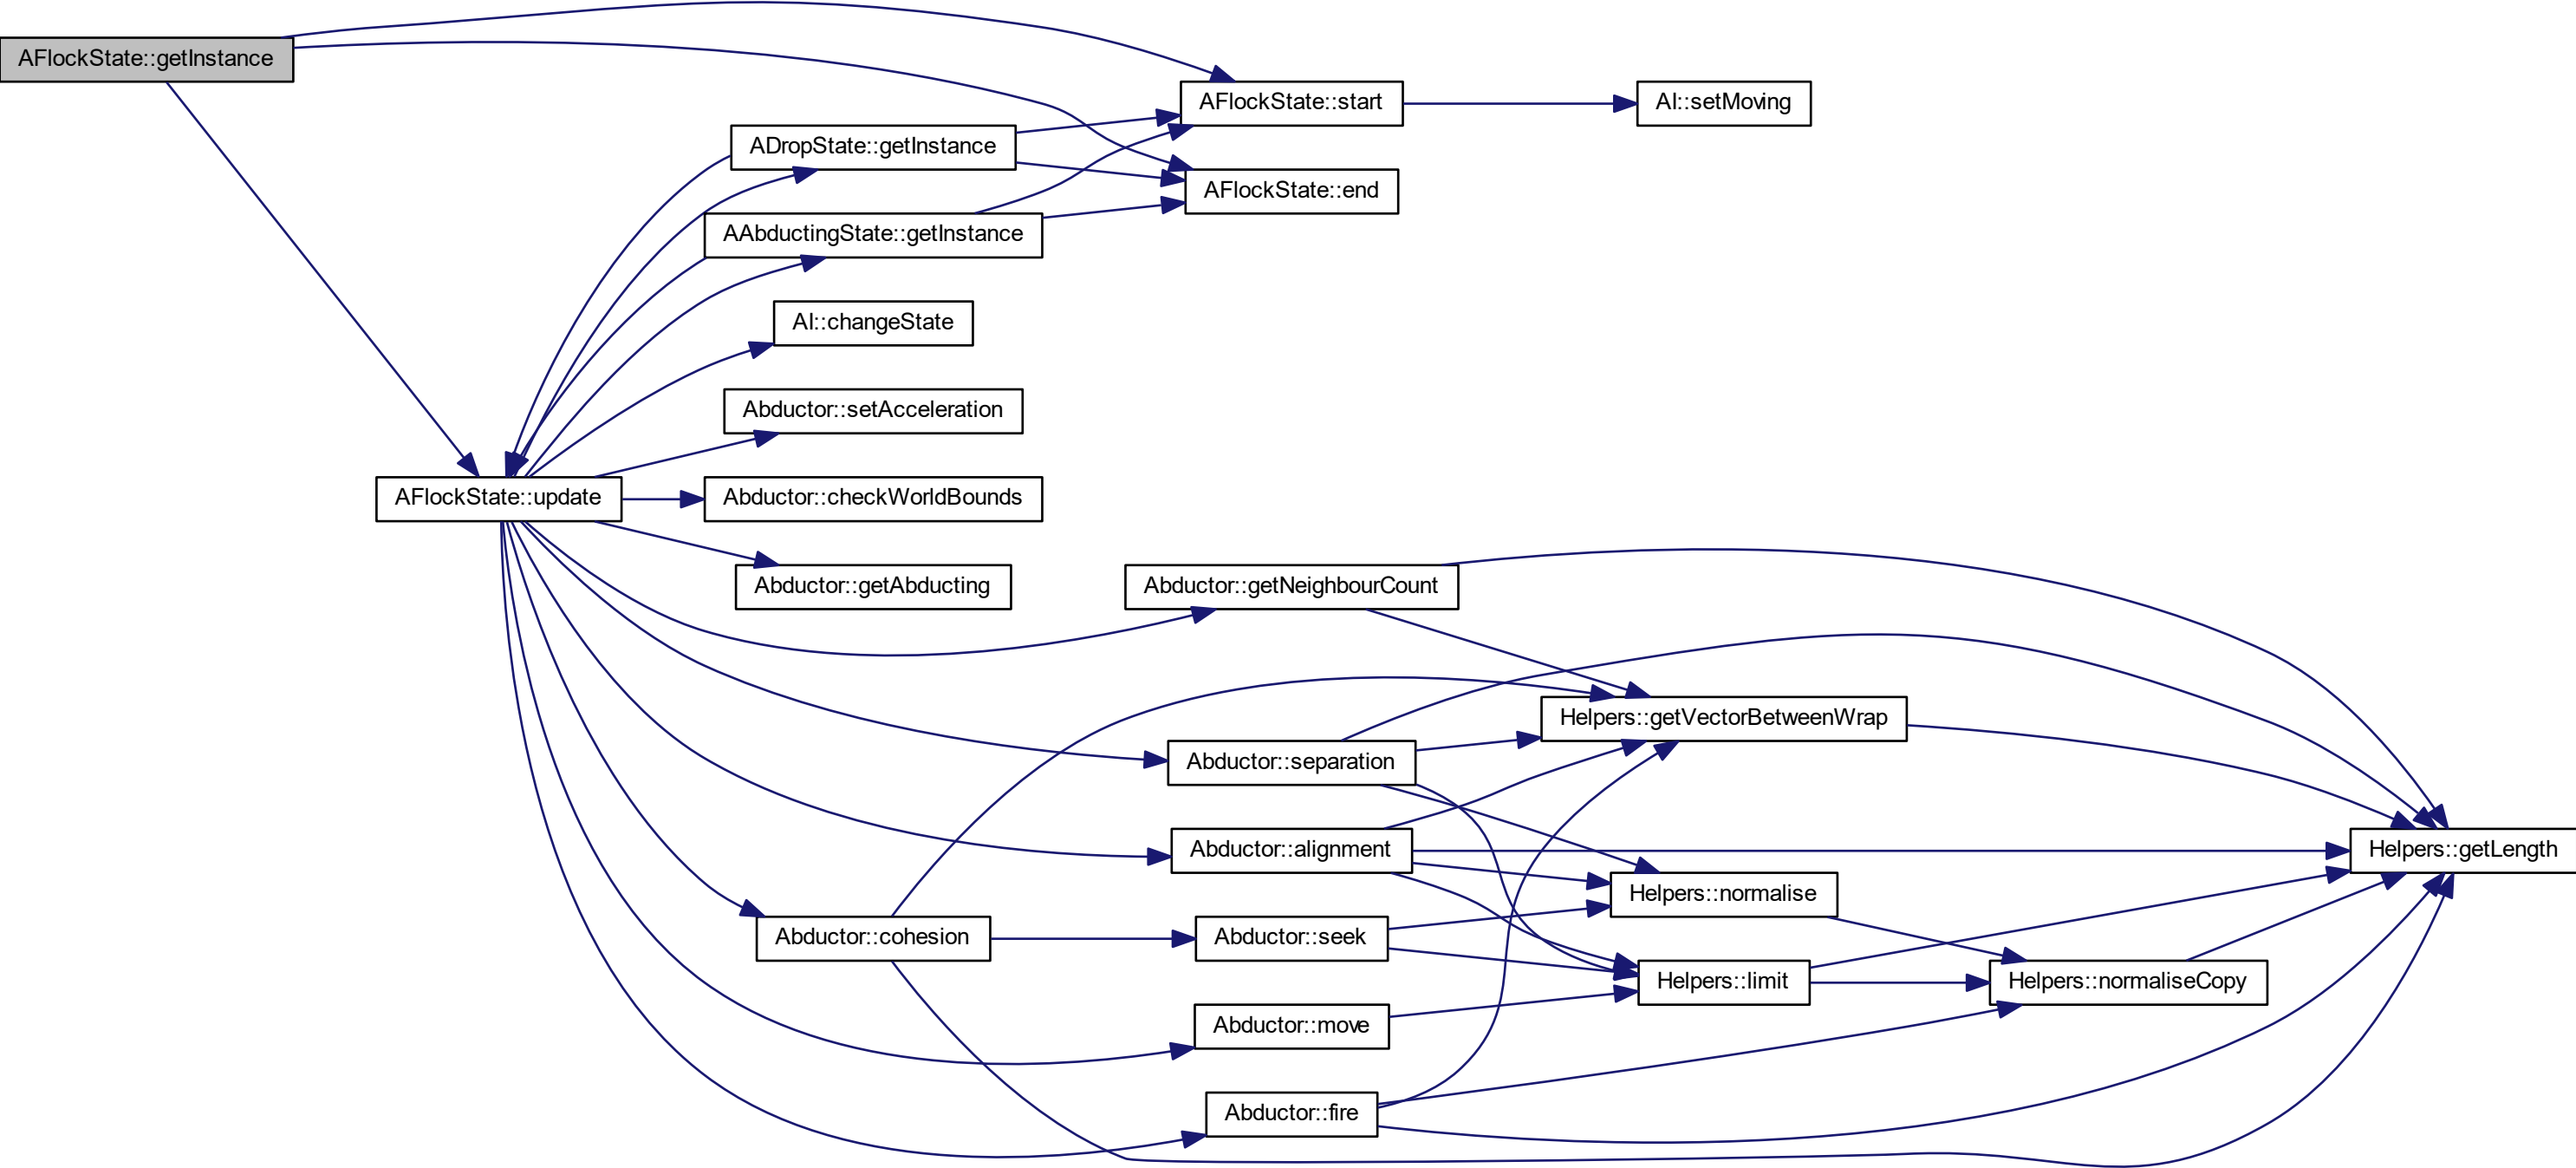 AFlockState::getInstance
AFlockState::start
AI::setMoving
ADropState::getInstance
AFlockState::end
AAbductingState::getInstance
AI::changeState
Abductor::setAcceleration
AFlockState::update
Abductor::checkWorldBounds
Abductor::getAbducting
Abductor::getNeighbourCount
Helpers::getVectorBetweenWrap
Abductor::separation
Abductor::alignment
Helpers::getLength
Helpers::normalise
Abductor::cohesion
Abductor::seek
Helpers::limit
Helpers::normaliseCopy
Abductor::move
Abductor::fire